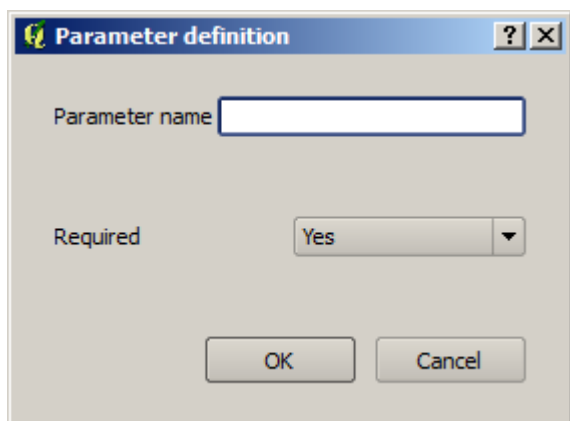 Parameter definition
Parameter name
Required Yes
OK Cancel